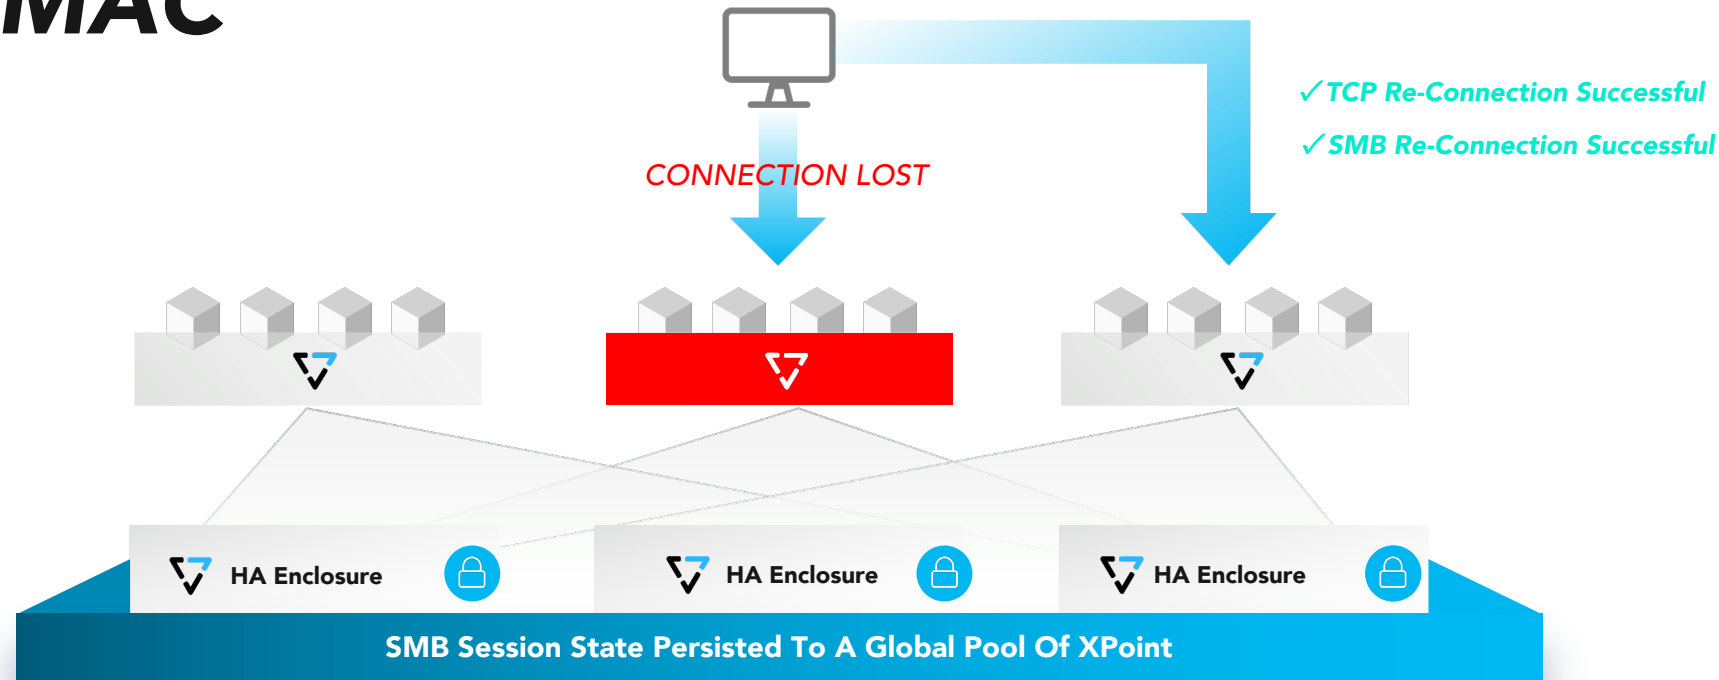 MAC
✓ TCP Re-Connection Successful
✓ SMB Re-Connection Successful
CONNECTION LOST
HA Enclosure
HA Enclosure
HA Enclosure
SMB Session State Persisted To A Global Pool Of XPoint